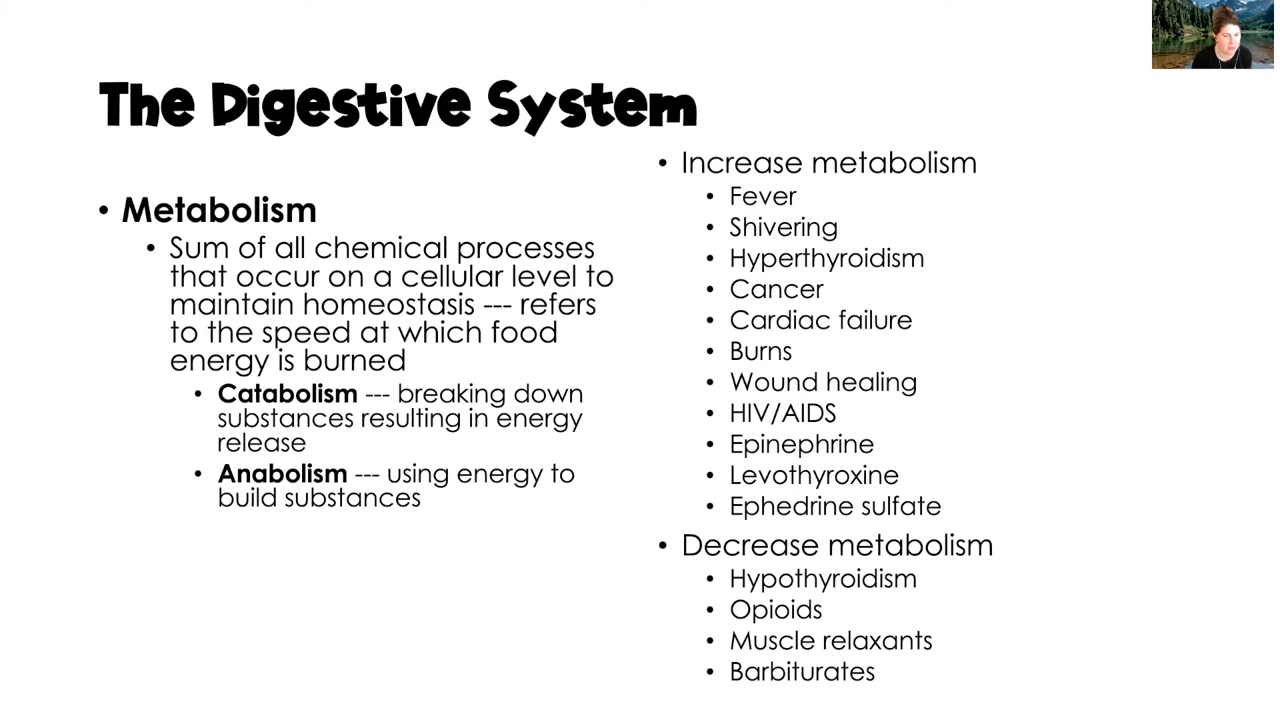 The Digestive System
• Metabolism
• Sum of all chemical processes
that occur on a cellular level to
maintain homeostasis --- refers
to the speed at which food
energy is burned
• Catabolism --- breaking down
substances resulting in energy
release
• Anabolism --- using energy to
build substances
• Increase metabolism
• Fever
• Shivering
• Hyperthyroidism
• Cancer
• Cardiac failure
• Burns
• Wound healing
• HIV/AIDS
• Epinephrine
• Levothyroxine
• Ephedrine sulfate
• Decrease metabolism
• Hypothyroidism
• Opioids
• Muscle relaxants
• Barbiturates